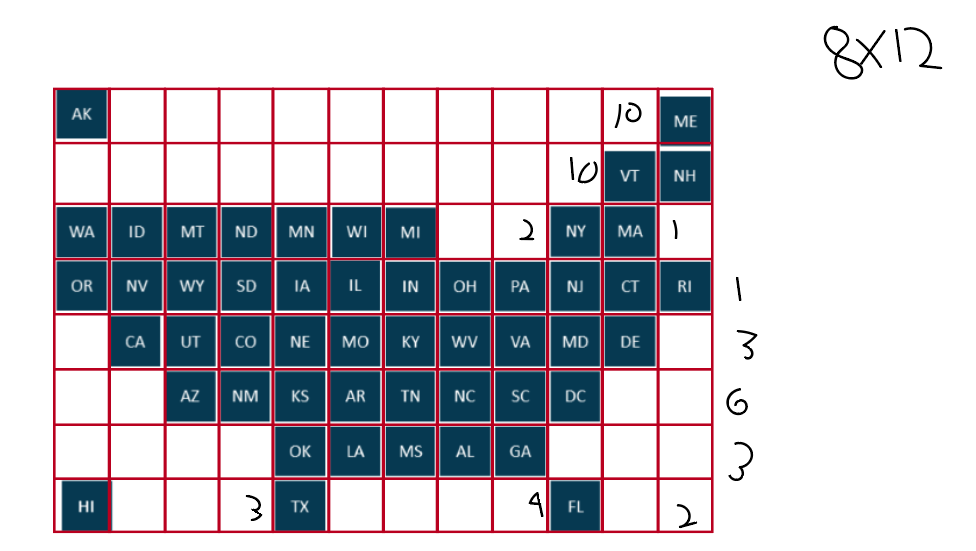 8X12
AK 10 ME
10 VT NH
WA ID MT ND MN WI MI 2 NY MA 1
OR NV WY SD IA IL IN OH PA NJ CT RI 1
CA UT CO NE MO KY WV VA MD DE 3
AZ NM KS AR TN NC SC DC 6
OK LA MS AL GA 3
HI 3 TX 4 FL 2